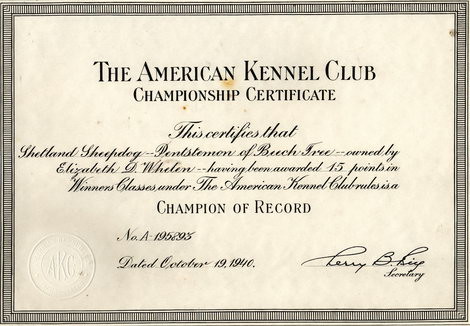 THE AMERICAN KENNEL CLUB
CHAMPIONSHIP CERTIFICATE
This certifies that
Shetland Sheepdog--Pentstemon of Beech Tree--owned by
Elizabeth D. Whelen--having been awarded 15 points in
Winners Classes, under The American Kennel Club rules is a
CHAMPION OF RECORD
No. A-195293
Dated October 19, 1940.
Secretary
AKC